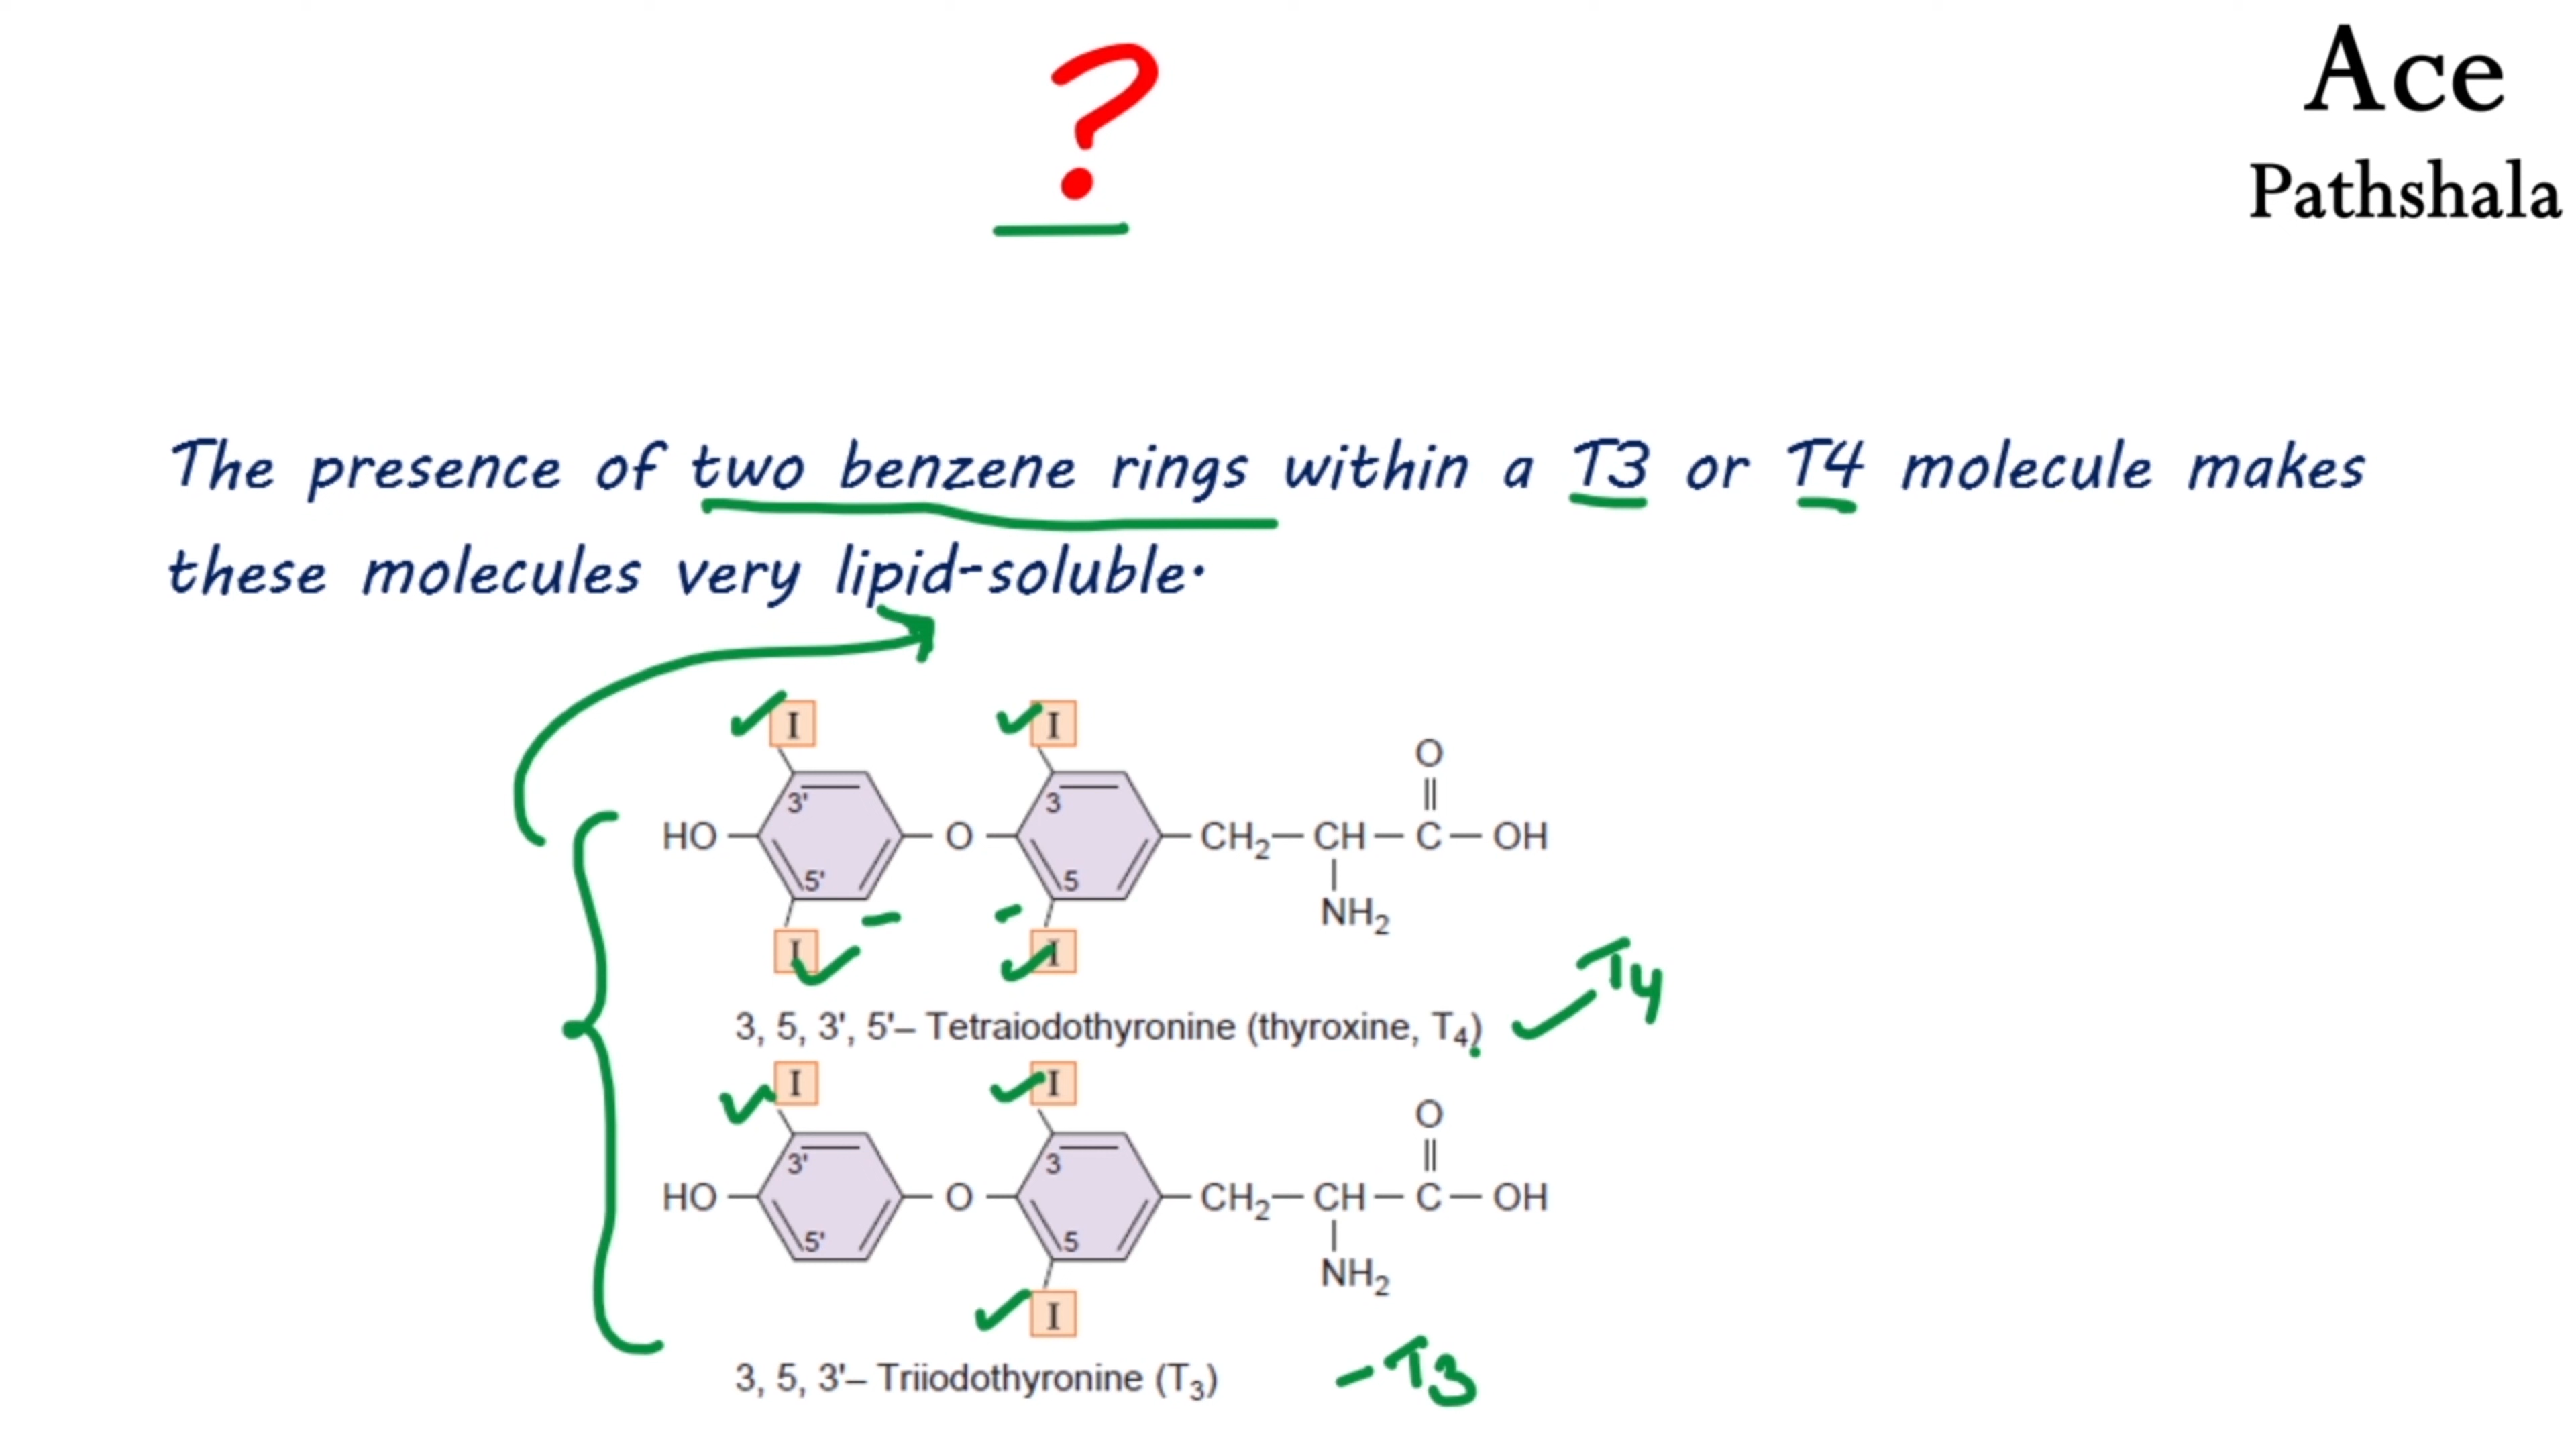 ?
Ace
Pathshala
The presence of two benzene rings within a T3 or T4 molecule makes
these molecules very lipid-soluble.
I I
O
3' 3
HO O CH2 CH C OH
5' 5
NH2
I I
T4
3, 5, 3', 5'– Tetraiodothyronine (thyroxine, T4)
I I
O
3' 3
HO O CH2 CH C OH
5' 5
NH2
I
3, 5, 3'– Triiodothyronine (T3)
-T3